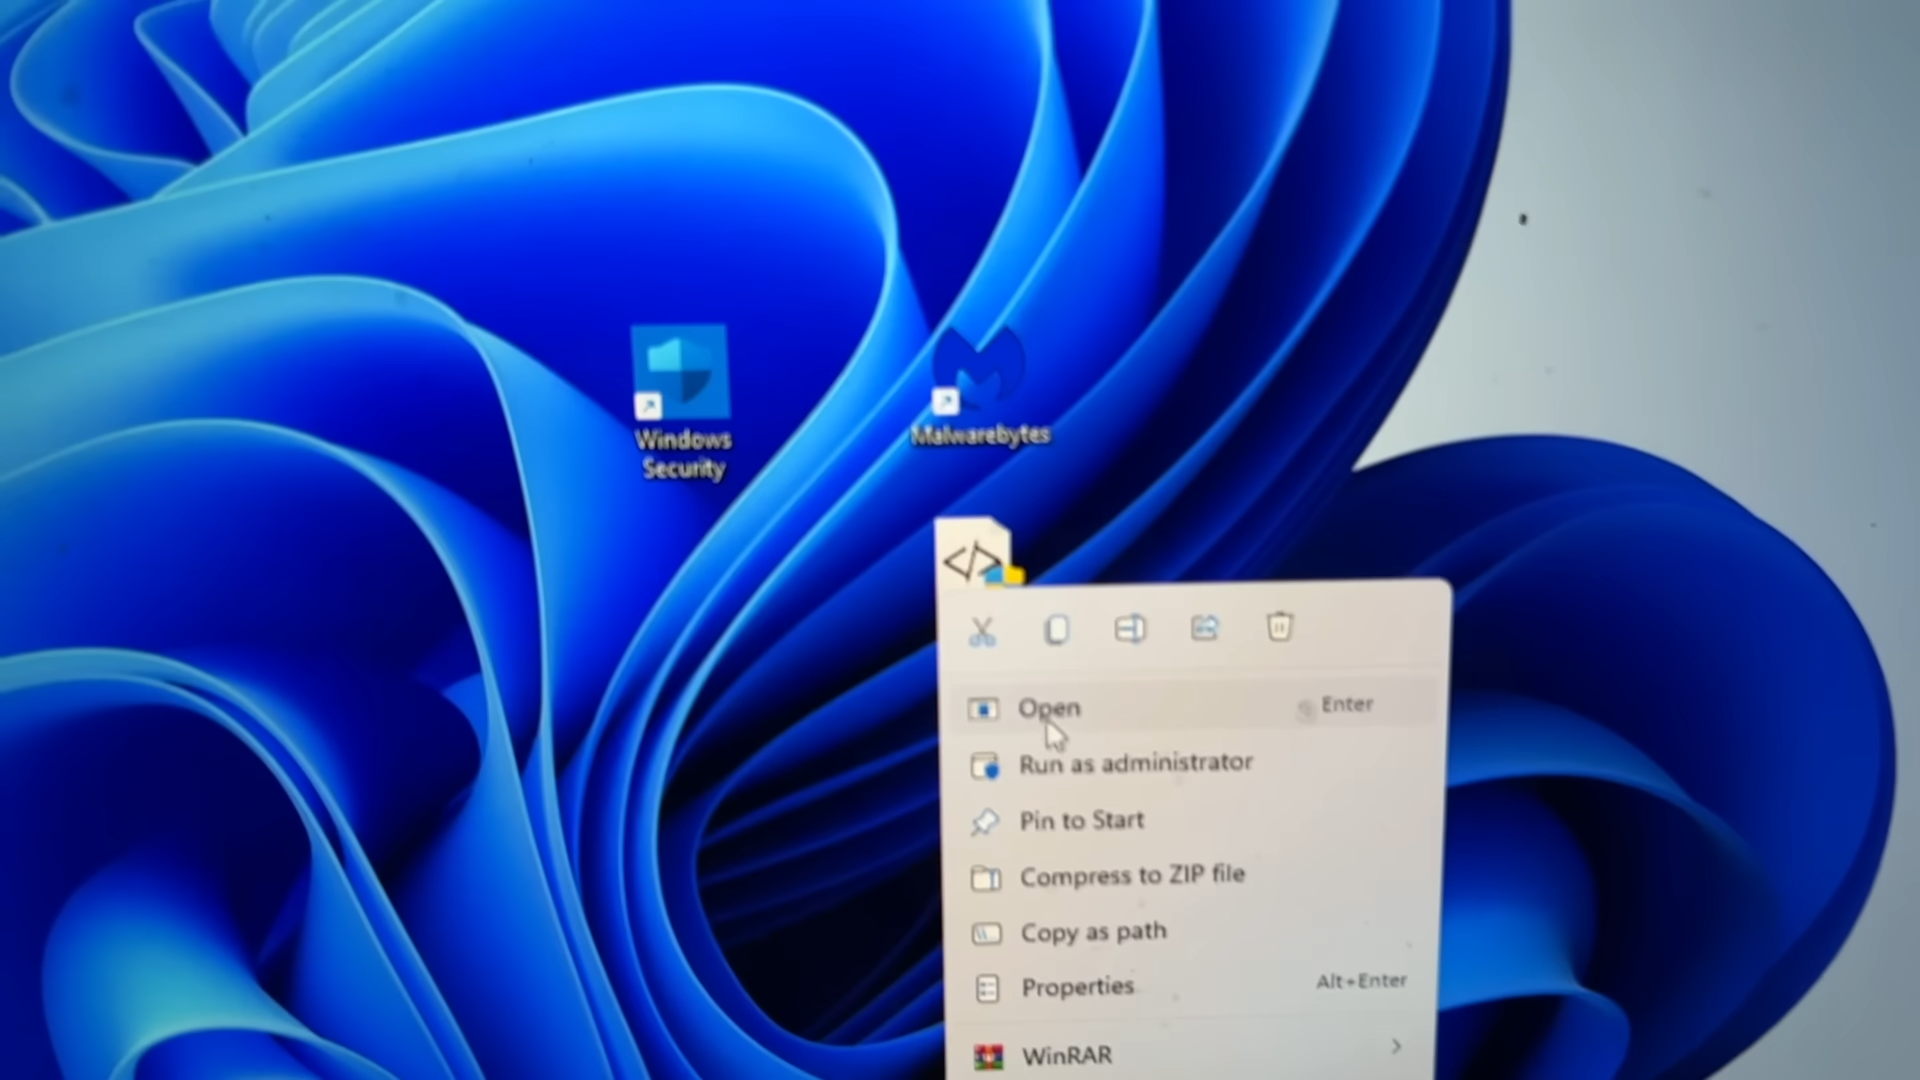 Windows
Security
Malwarebytes
Open Enter
Run as administrator
Pin to Start
Compress to ZIP file
Copy as path
Properties Alt+Enter
WinRAR